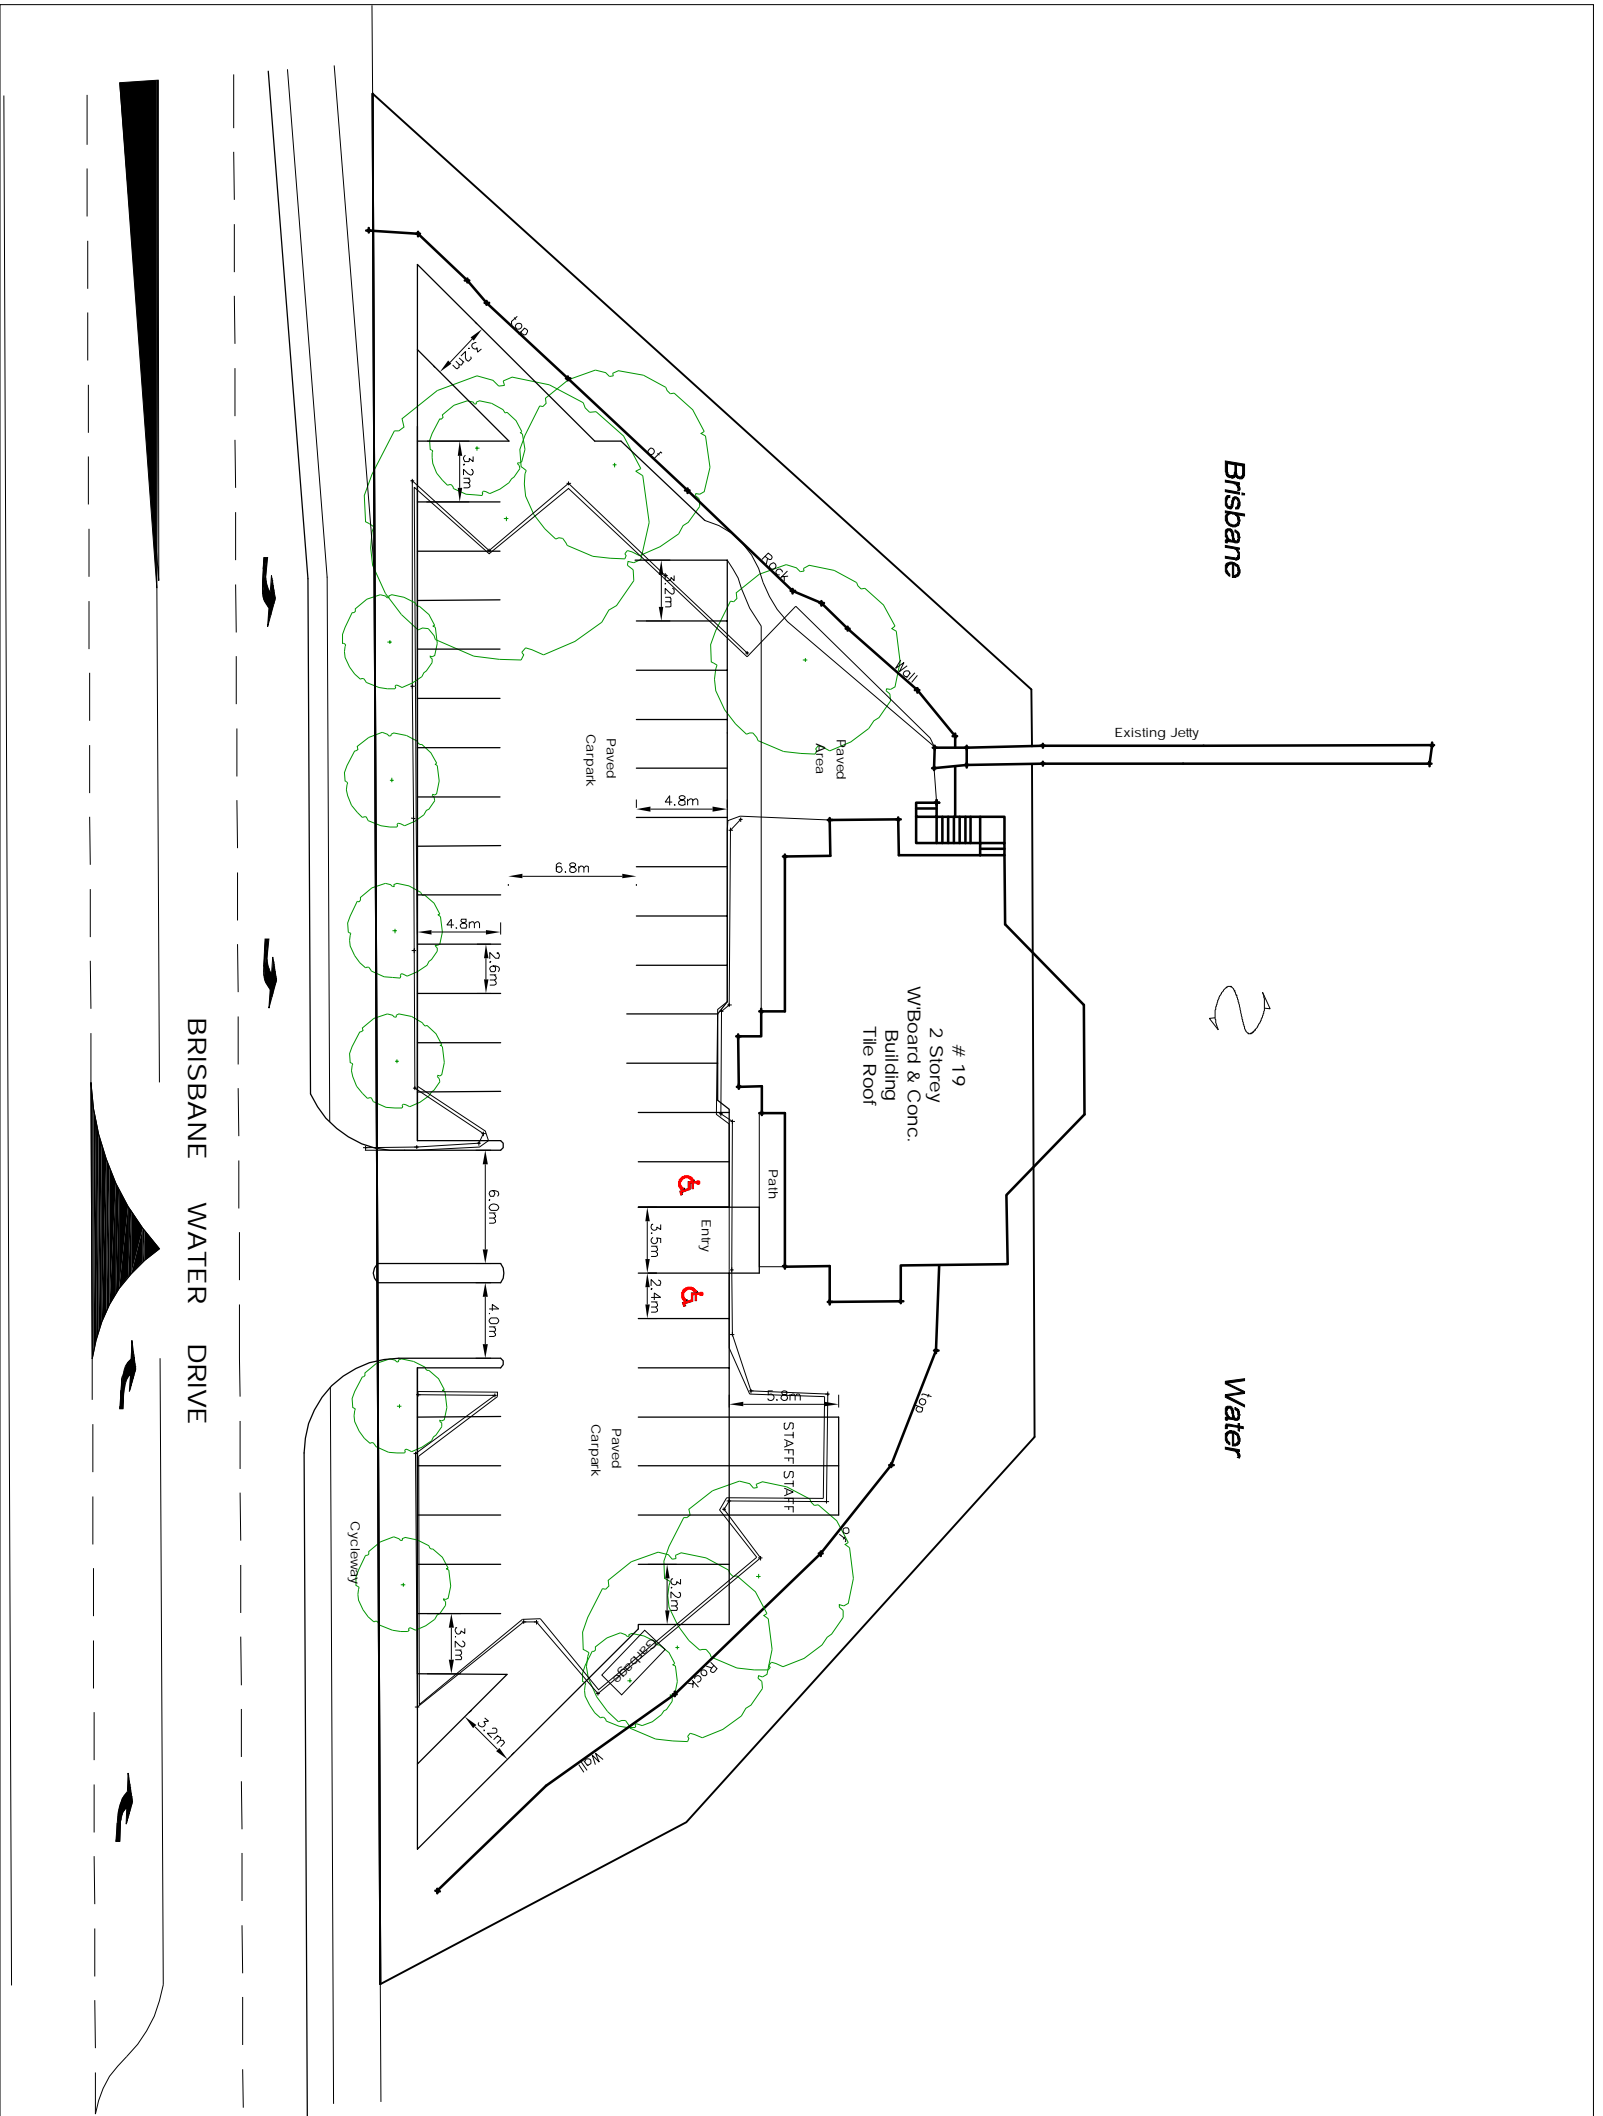 Brisbane
Water
Existing Jetty
# 19
2 Storey
W'Board & Conc.
Building
Tile Roof
Paved
Area
top
of
Rock
Wall
top
of
Rock
Wall
Path
Entry
STAFF STAFF
Garbage
Paved
Carpark
Paved
Carpark
3.2m
3.2m
3.2m
4.8m
6.8m
4.8m
2.6m
6.0m
3.5m
2.4m
4.0m
5.8m
3.2m
3.2m
3.2m
Cycleway
BRISBANE WATER DRIVE